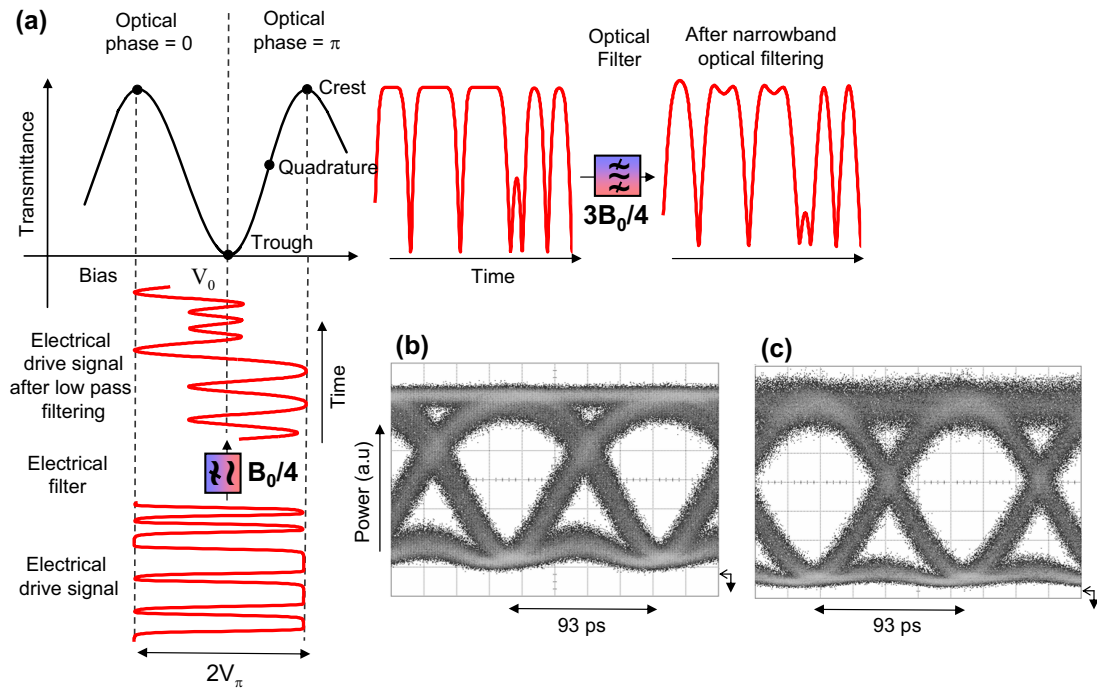 (a)
Optical
phase = 0
Optical
phase = π
Optical
Filter
After narrowband
optical filtering
Crest
Quadrature
Trough
Transmittance
3B₀/4
Bias
V₀
Time
Electrical
drive signal
after low pass
filtering
Time
Electrical
filter
B₀/4
Electrical
drive signal
2Vπ
(b)
(c)
Power (a.u)
93 ps
93 ps